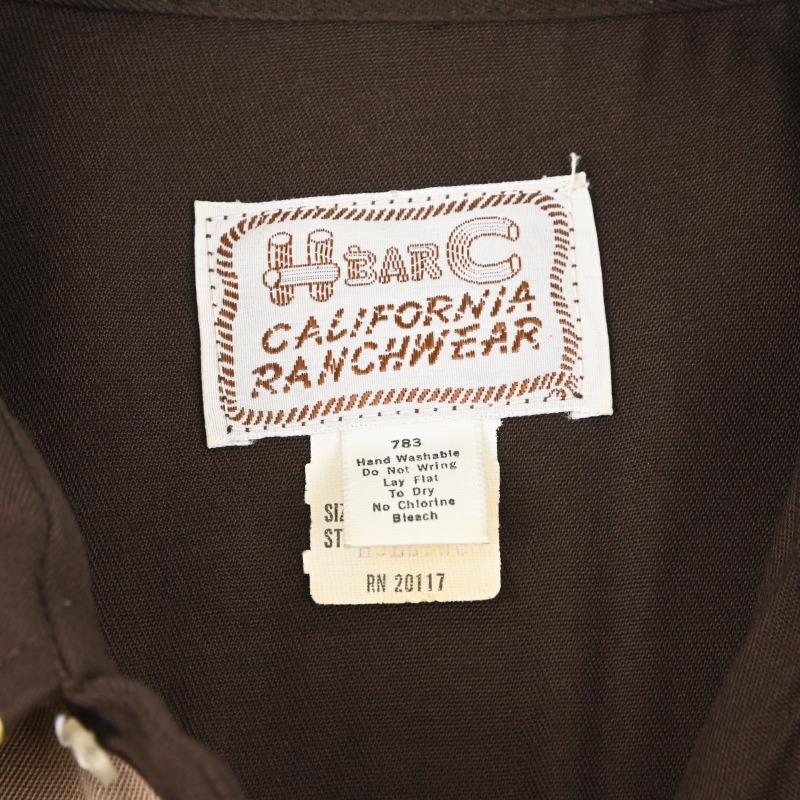 H BAR C
CALIFORNIA
RANCHWEAR
783
Hand Washable
Do Not Wring
Lay Flat
To Dry
No Chlorine
Bleach
RN 20117